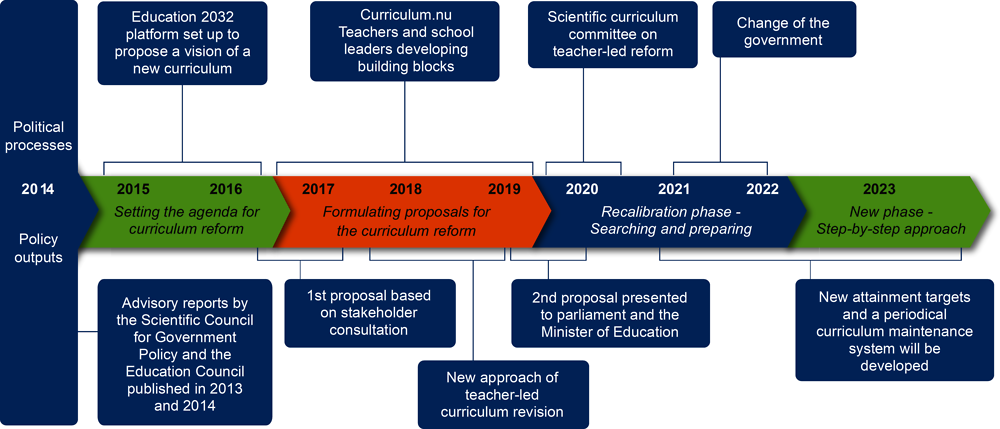 Education 2032
platform set up to
propose a vision of a
new curriculum
Curriculum.nu
Teachers and school
leaders developing
building blocks
Scientific curriculum
committee on
teacher-led reform
Change of the
government
Political
processes
2014
Policy
outputs
2015
2016
Setting the agenda for
curriculum reform
2017
2018
2019
Formulating proposals for
the curriculum reform
2020
2021
2022
Recalibration phase -
Searching and preparing
2023
New phase -
Step-by-step approach
Advisory reports by
the Scientific Council
for Government
Policy and the
Education Council
published in 2013
and 2014
1st proposal based
on stakeholder
consultation
New approach of
teacher-led
curriculum revision
2nd proposal presented
to parliament and the
Minister of Education
New attainment targets
and a periodical
curriculum maintenance
system will be
developed